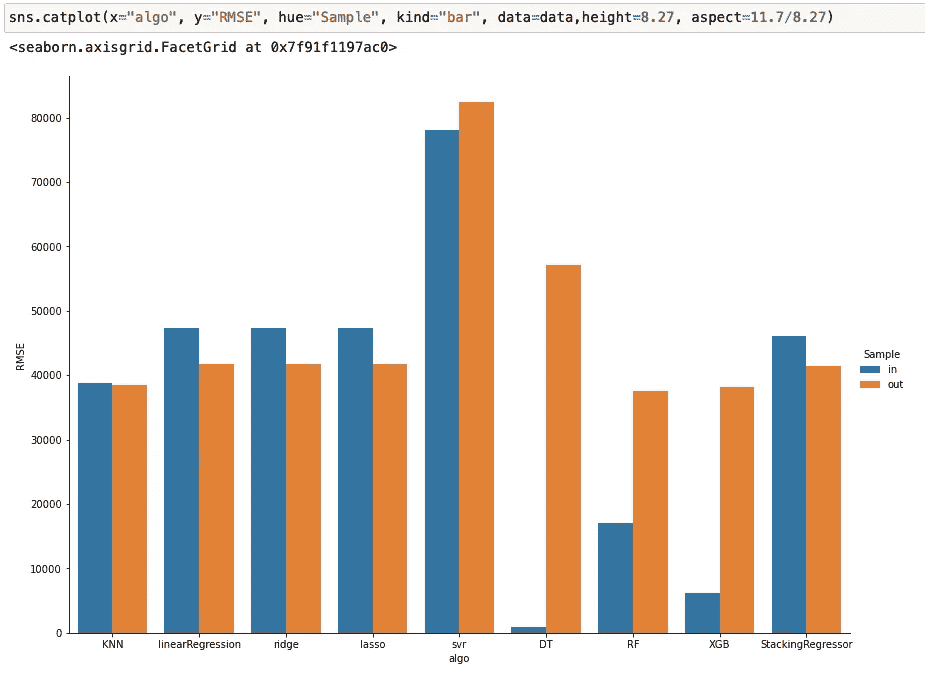 sns.catplot(x="algo", y="RMSE", hue="Sample", kind="bar", data=data,height=8.27, aspect=11.7/8.27)
<seaborn.axisgrid.FacetGrid at 0x7f91f1197ac0>
80000
70000
60000
50000
40000
30000
20000
10000
0
RMSE
KNN linearRegression ridge lasso svr DT RF XGB StackingRegressor
algo
Sample
in
out